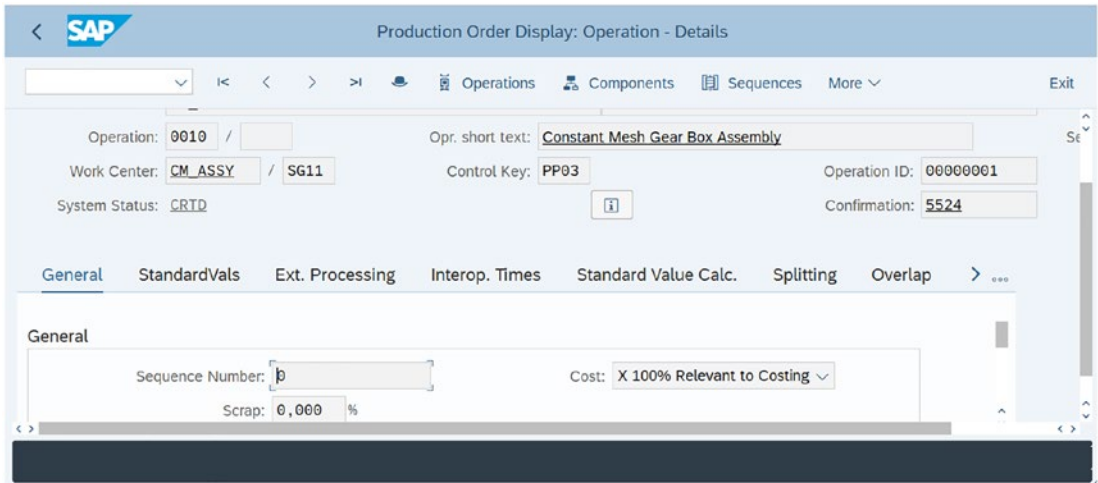 SAP Production Order Display: Operation - Details
Operations Components Sequences More Exit
Operation: 0010 / Opr. short text: Constant Mesh Gear Box Assembly Se
Work Center: CM_ASSY / SG11 Control Key: PP03 Operation ID: 00000001
System Status: CRTD Confirmation: 5524
General StandardVals Ext. Processing Interop. Times Standard Value Calc. Splitting Overlap
General
Sequence Number: 0 Cost: X 100% Relevant to Costing
Scrap: 0,000 %